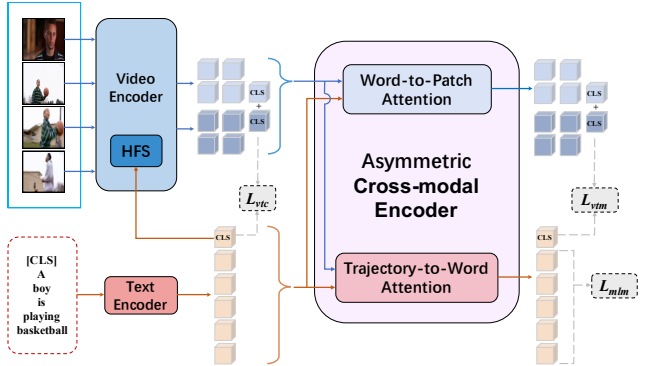 Video
Encoder
HFS
CLS
+
CLS
L_vtc
CLS
[CLS]
A
boy
is
playing
basketball
Text
Encoder
Word-to-Patch
Attention
Asymmetric
Cross-modal
Encoder
Trajectory-to-Word
Attention
CLS
+
CLS
L_vtm
CLS
L_mlm